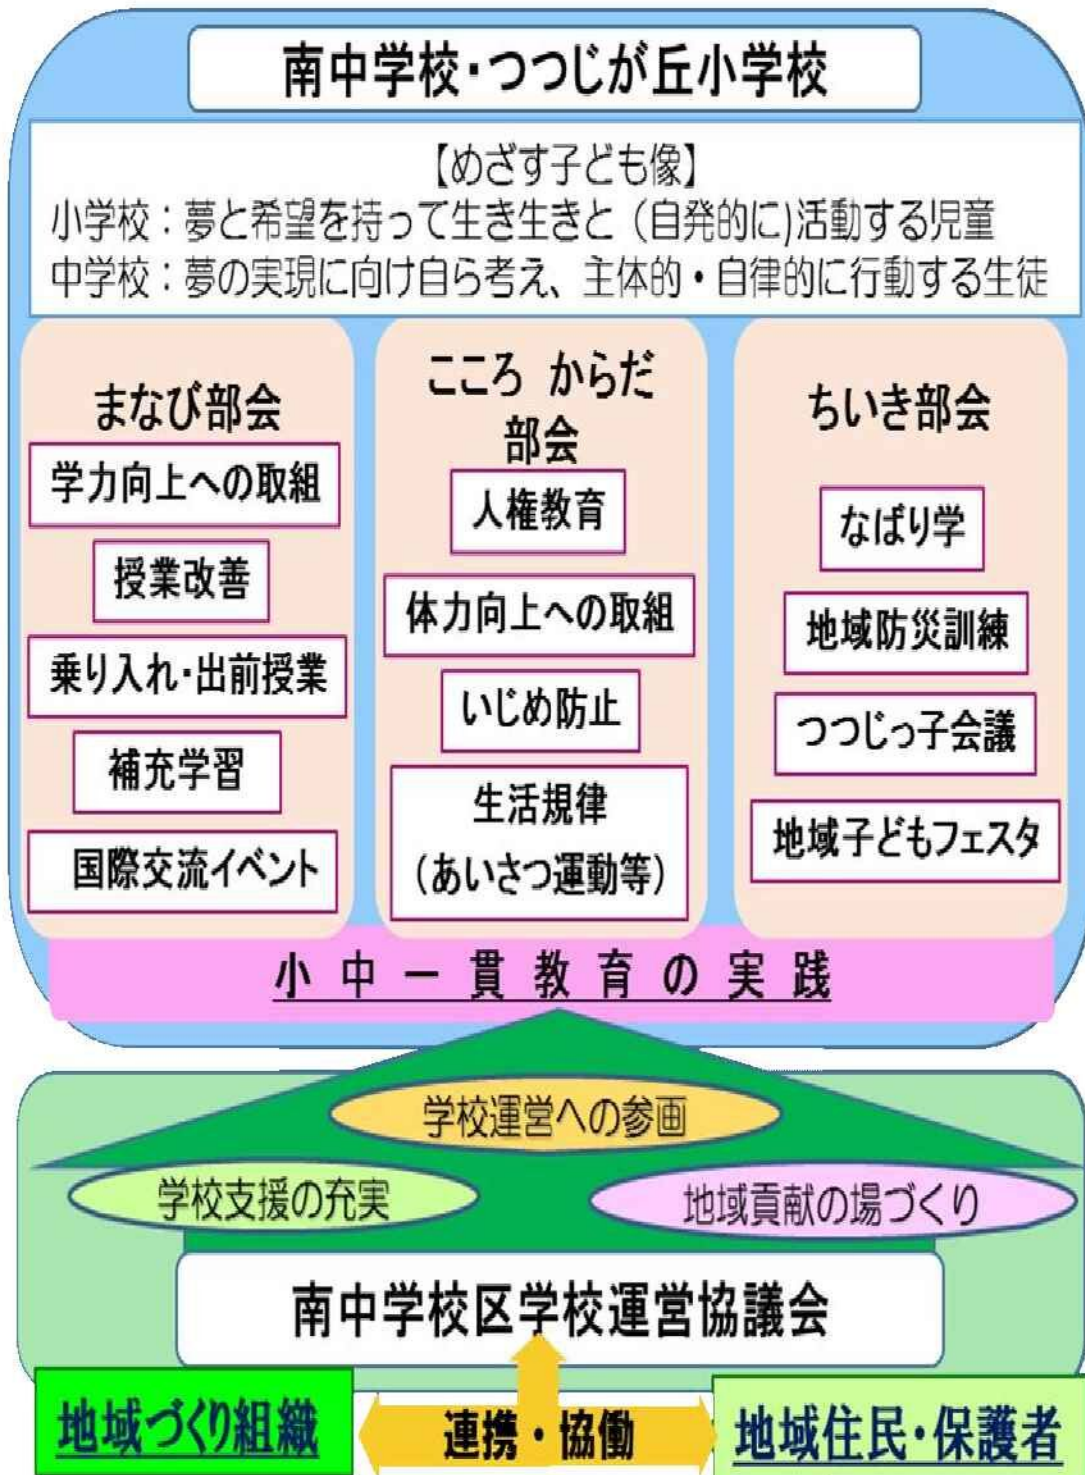 南中学校・つつじが丘小学校
【めざす子ども像】
小学校：夢と希望を持って生き生きと（自発的に)活動する児童
中学校：夢の実現に向け自ら考え、主体的・自律的に行動する生徒
まなび部会
学力向上への取組
授業改善
乗り入れ・出前授業
補充学習
国際交流イベント
こころ からだ
部会
人権教育
体力向上への取組
いじめ防止
生活規律
（あいさつ運動等）
ちいき部会
なばり学
地域防災訓練
つつじっ子会議
地域子どもフェスタ
小中一貫教育の実践
学校運営への参画
学校支援の充実
地域貢献の場づくり
南中学校区学校運営協議会
地域づくり組織
連携・協働
地域住民・保護者